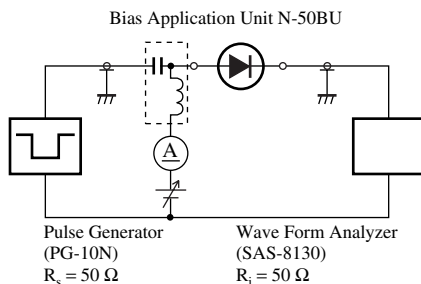 Bias Application Unit N-50BU
A
Pulse Generator
(PG-10N)
Rs = 50 Ω
Wave Form Analyzer
(SAS-8130)
Ri = 50 Ω